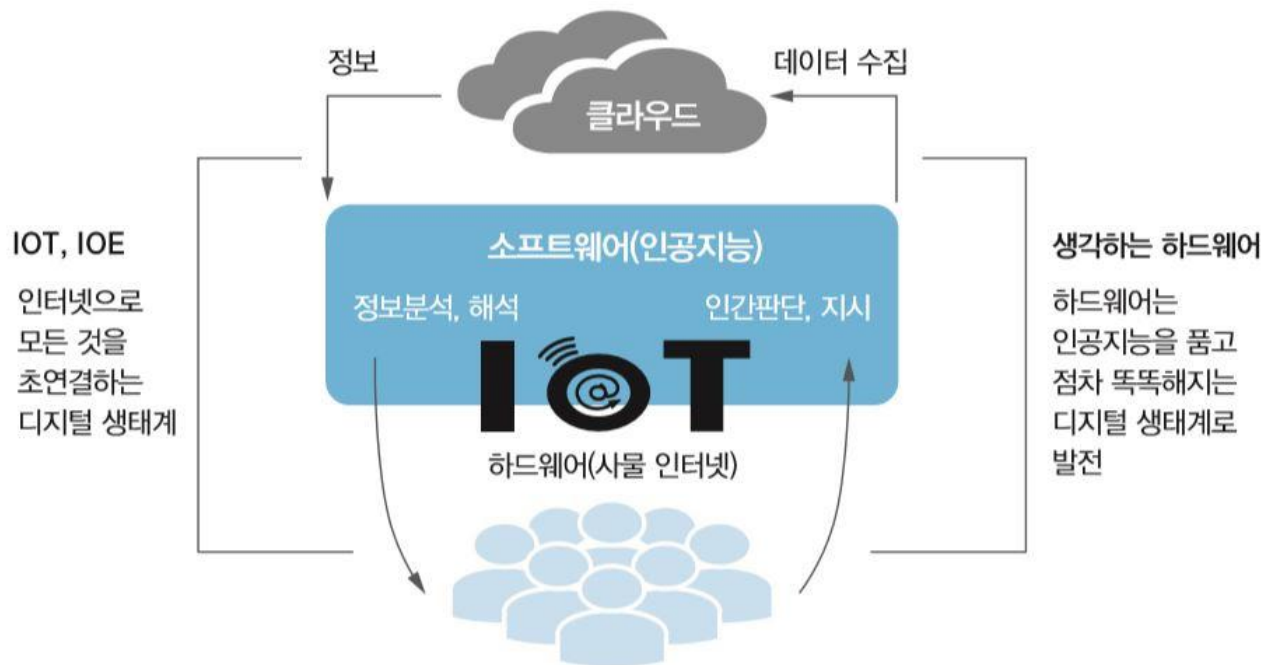 정보
데이터 수집
클라우드
소프트웨어(인공지능)
정보분석, 해석
인간판단, 지시
IOT
하드웨어(사물 인터넷)
IOT, IOE
인터넷으로
모든 것을
초연결하는
디지털 생태계
생각하는 하드웨어
하드웨어는
인공지능을 품고
점차 똑똑해지는
디지털 생태계로
발전